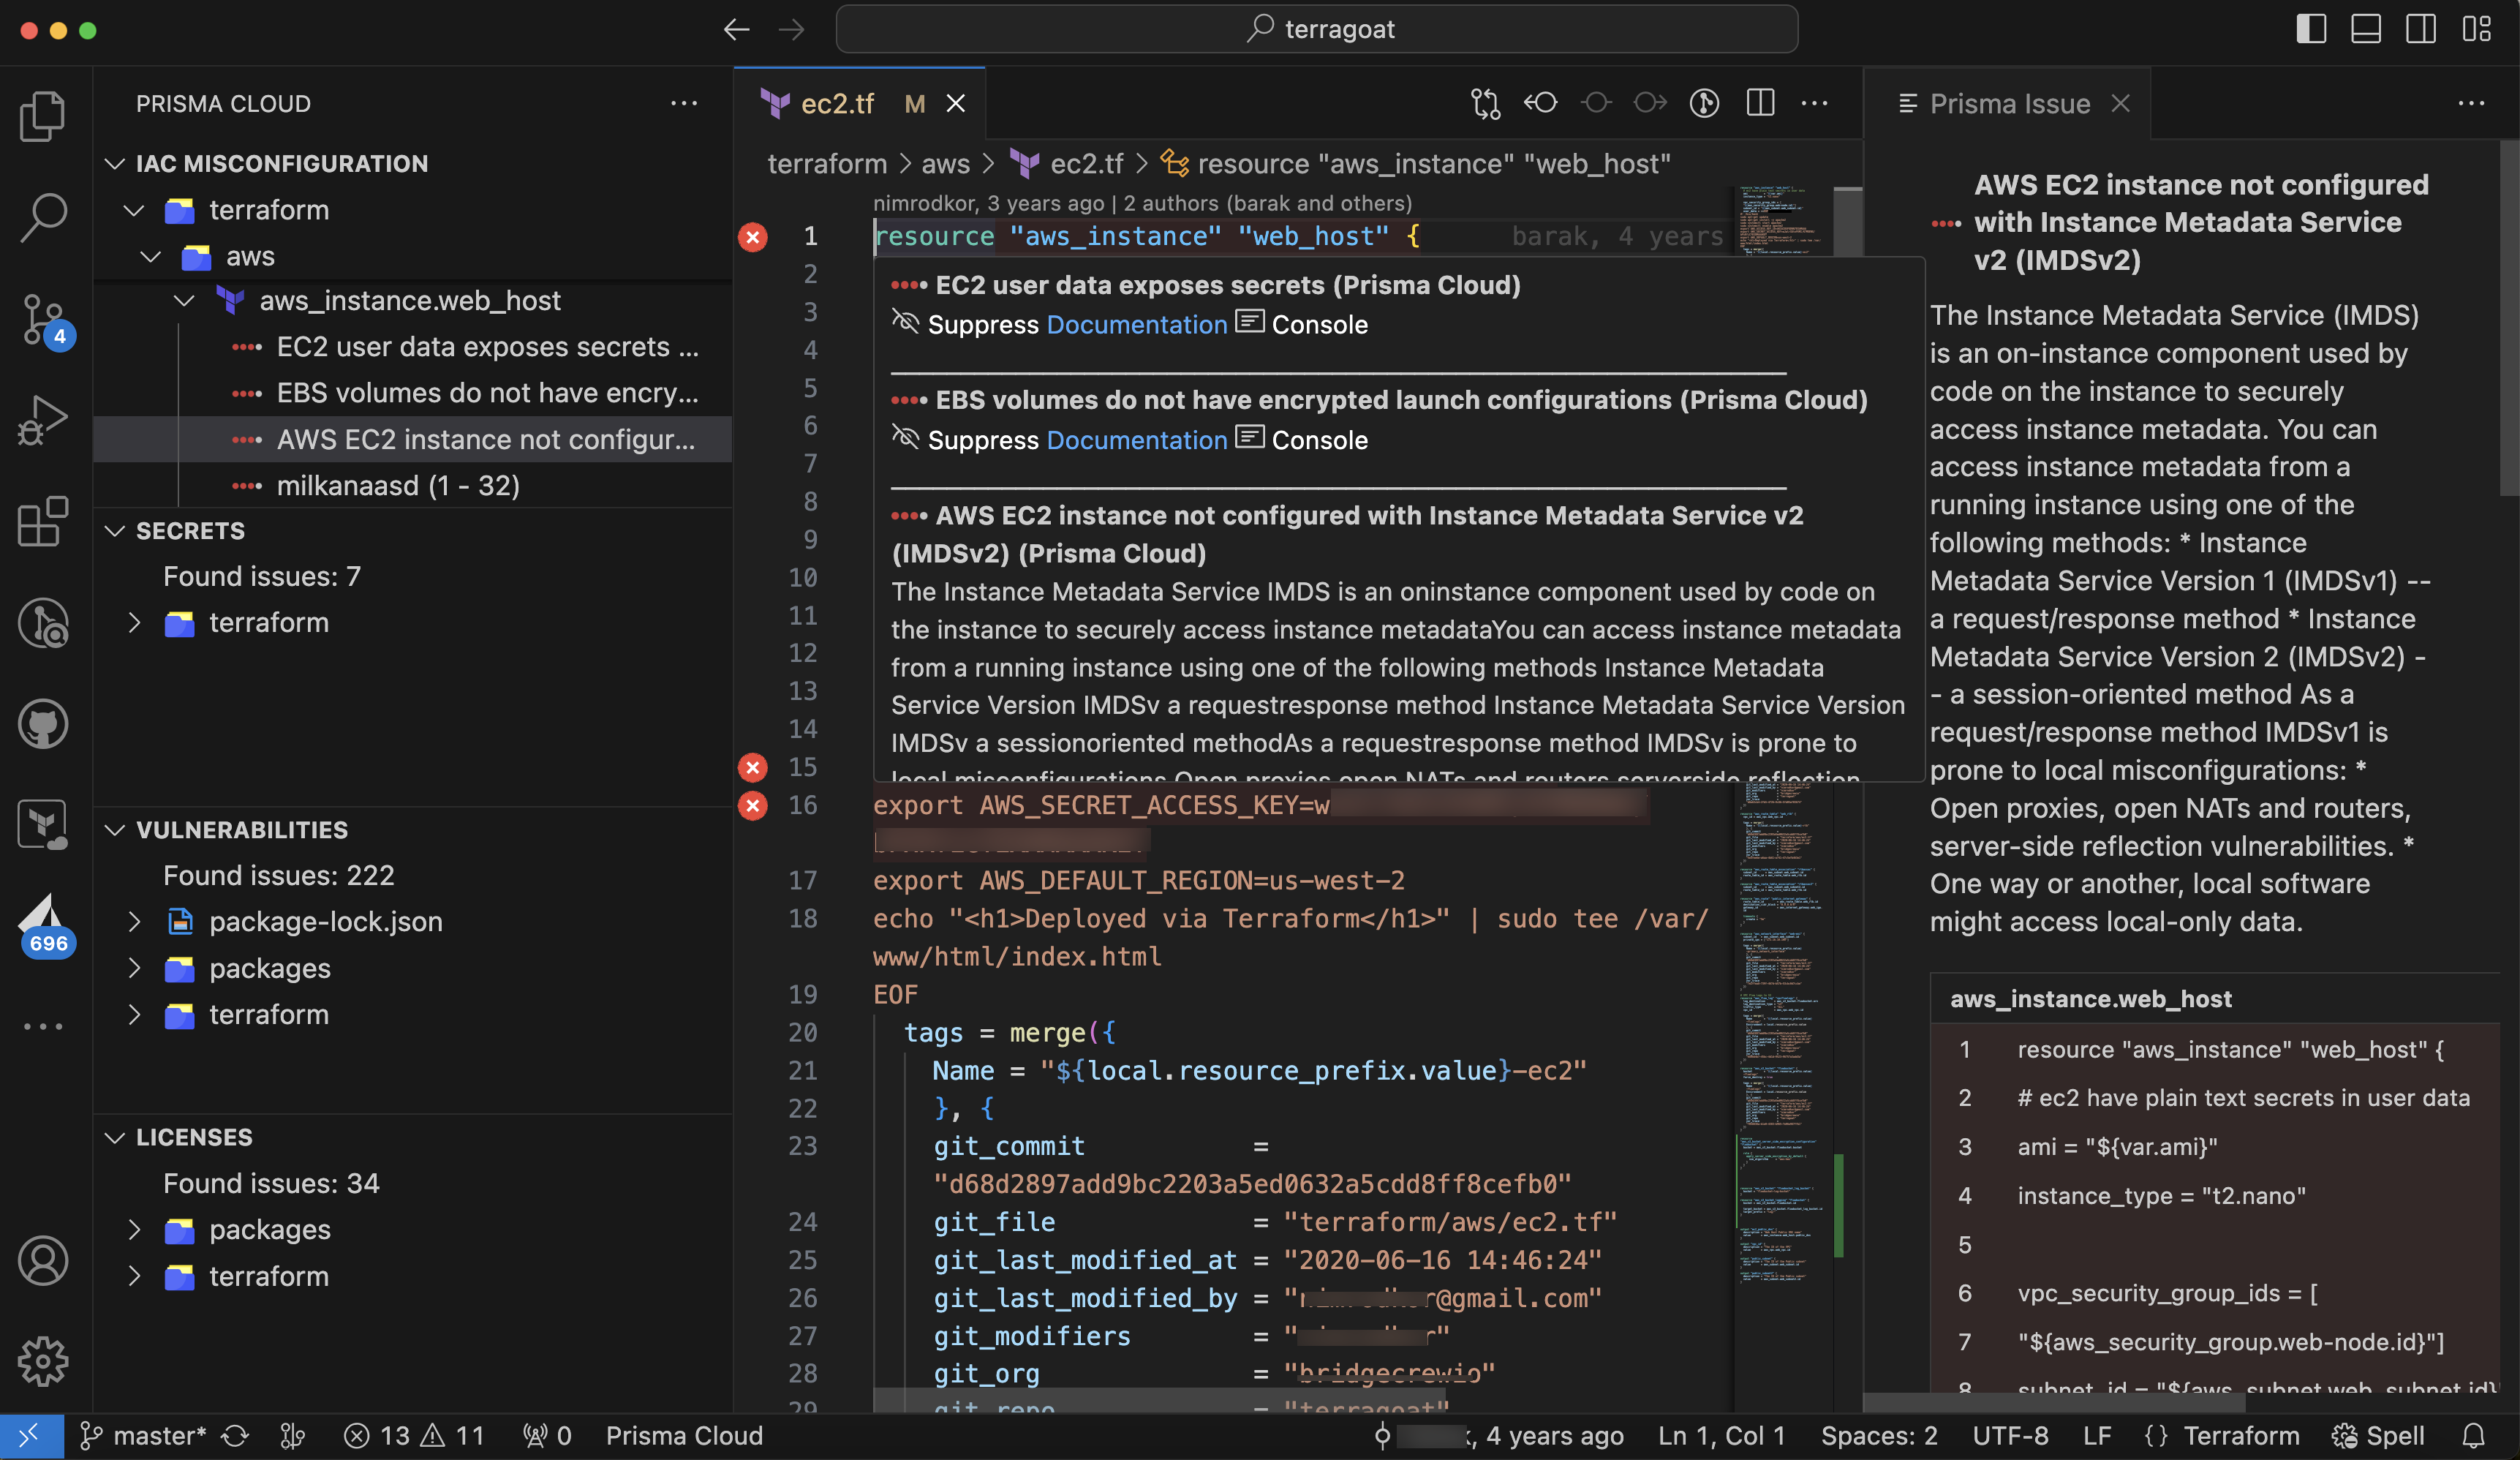 terragoat
PRISMA CLOUD
IAC MISCONFIGURATION
terraform
aws
aws_instance.web_host
EC2 user data exposes secrets ...
EBS volumes do not have encry...
AWS EC2 instance not configur...
milkanaasd (1 - 32)
SECRETS
Found issues: 7
terraform
VULNERABILITIES
Found issues: 222
package-lock.json
packages
terraform
LICENSES
Found issues: 34
packages
terraform
4
696
ec2.tf M
terraform > aws > ec2.tf > resource "aws_instance" "web_host"
nimrodkor, 3 years ago | 2 authors (barak and others)
1 resource "aws_instance" "web_host" { barak, 4 years
2
3
4
5
6
7
8
9
10
11
12
13
14
15
EC2 user data exposes secrets (Prisma Cloud)
Suppress Documentation Console
EBS volumes do not have encrypted launch configurations (Prisma Cloud)
Suppress Documentation Console
AWS EC2 instance not configured with Instance Metadata Service v2
(IMDSv2) (Prisma Cloud)
The Instance Metadata Service IMDS is an oninstance component used by code on
the instance to securely access instance metadataYou can access instance metadata
from a running instance using one of the following methods Instance Metadata
Service Version IMDSv a requestresponse method Instance Metadata Service Version
IMDSv a sessionoriented methodAs a requestresponse method IMDSv is prone to
local misconfigurations Open proxies open NATs and routers serverside reflection
16 export AWS_SECRET_ACCESS_KEY=w
17 export AWS_DEFAULT_REGION=us-west-2
18 echo "<h1>Deployed via Terraform</h1>" | sudo tee /var/
www/html/index.html
19 EOF
20 tags = merge({
21 Name = "${local.resource_prefix.value}-ec2"
22 }, {
23 git_commit =
"d68d2897add9bc2203a5ed0632a5cdd8ff8cefb0"
24 git_file = "terraform/aws/ec2.tf"
25 git_last_modified_at = "2020-06-16 14:46:24"
26 git_last_modified_by = "@gmail.com"
27 git_modifiers = ""
28 git_org = "bridgecrewio"
29 git_repo = "terragoat"
Prisma Issue
AWS EC2 instance not configured
with Instance Metadata Service
v2 (IMDSv2)
The Instance Metadata Service (IMDS)
is an on-instance component used by
code on the instance to securely
access instance metadata. You can
access instance metadata from a
running instance using one of the
following methods: * Instance
Metadata Service Version 1 (IMDSv1) --
a request/response method * Instance
Metadata Service Version 2 (IMDSv2) -
- a session-oriented method As a
request/response method IMDSv1 is
prone to local misconfigurations: *
Open proxies, open NATs and routers,
server-side reflection vulnerabilities. *
One way or another, local software
might access local-only data.
aws_instance.web_host
1 resource "aws_instance" "web_host" {
2 # ec2 have plain text secrets in user data
3 ami = "${var.ami}"
4 instance_type = "t2.nano"
5
6 vpc_security_group_ids = [
7 "${aws_security_group.web-node.id}"]
8 subnet_id = "${aws_subnet.web_subnet.id}"
master* 13 11 0 Prisma Cloud
, 4 years ago Ln 1, Col 1 Spaces: 2 UTF-8 LF {} Terraform Spell